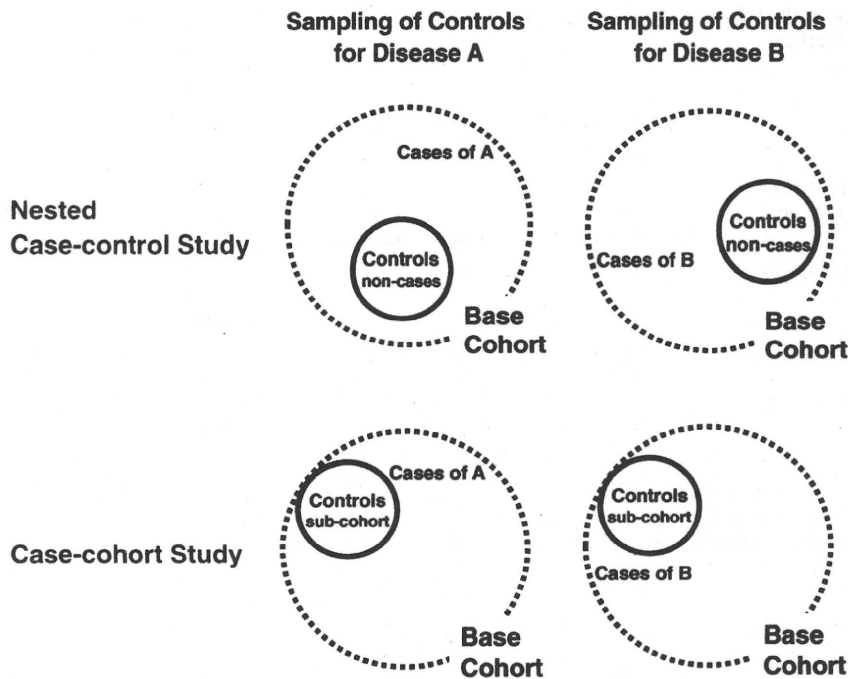 Sampling of Controls
for Disease A
Sampling of Controls
for Disease B
Nested
Case-control Study
Cases of A
Controls
non-cases
Base
Cohort
Cases of B
Controls
non-cases
Base
Cohort
Case-cohort Study
Cases of A
Controls
sub-cohort
Base
Cohort
Controls
sub-cohort
Cases of B
Base
Cohort